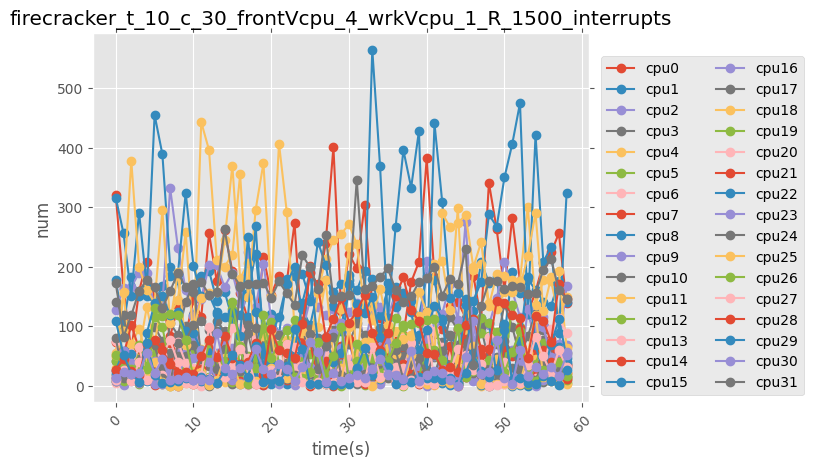 firecracker_t_10_c_30_frontVcpu_4_wrkVcpu_1_R_1500_interrupts
500
400
300
200
100
0
num
0
10
20
30
40
50
60
time(s)
cpu0
cpu1
cpu2
cpu3
cpu4
cpu5
cpu6
cpu7
cpu8
cpu9
cpu10
cpu11
cpu12
cpu13
cpu14
cpu15
cpu16
cpu17
cpu18
cpu19
cpu20
cpu21
cpu22
cpu23
cpu24
cpu25
cpu26
cpu27
cpu28
cpu29
cpu30
cpu31